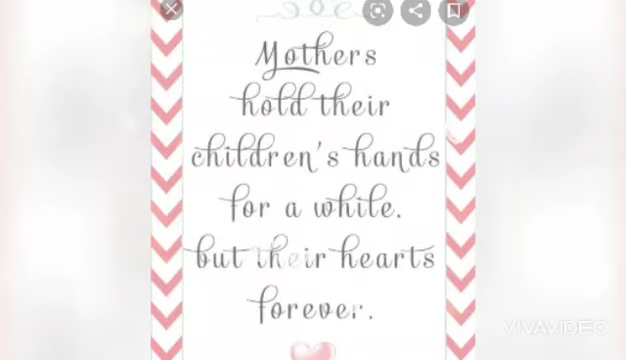 Mothers
hold their
children's hands
for a while,
but their hearts
forever.
VIVAVIDEO